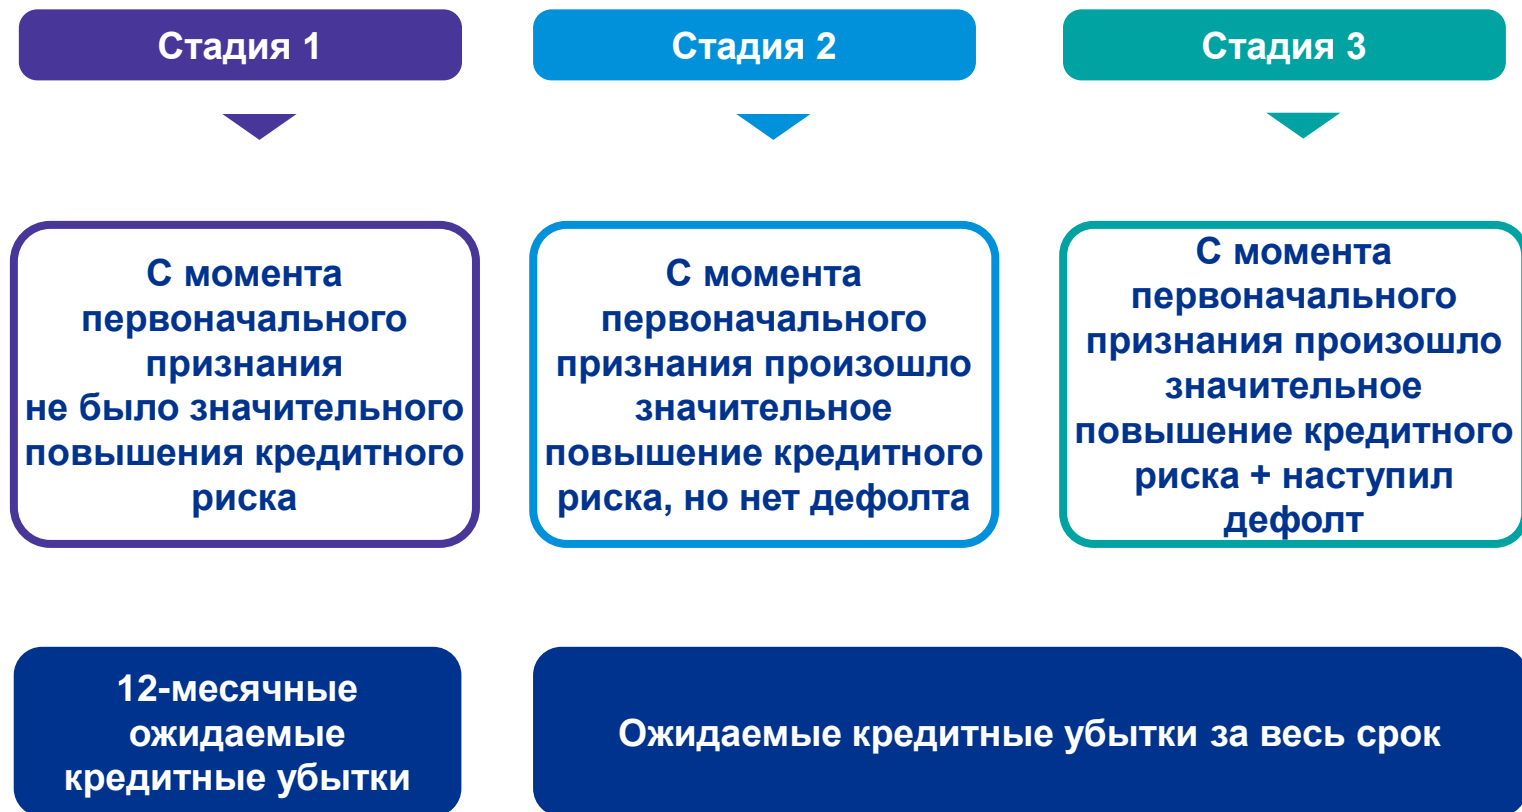 Стадия 1
Стадия 2
Стадия 3
С момента
первоначального
признания
не было значительного
повышения кредитного
риска
С момента
первоначального
признания произошло
значительное
повышение кредитного
риска, но нет дефолта
С момента
первоначального
признания произошло
значительное
повышение кредитного
риска + наступил
дефолт
12-месячные
ожидаемые
кредитные убытки
Ожидаемые кредитные убытки за весь срок